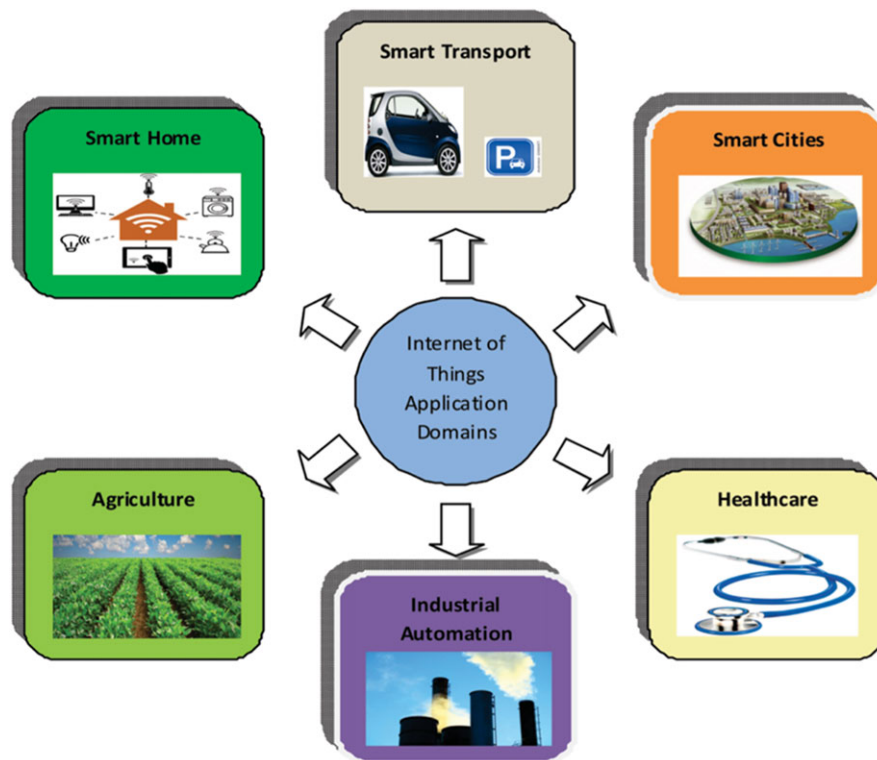 Smart Transport
P
Smart Home
Smart Cities
Internet of
Things
Application
Domains
Agriculture
Healthcare
Industrial
Automation